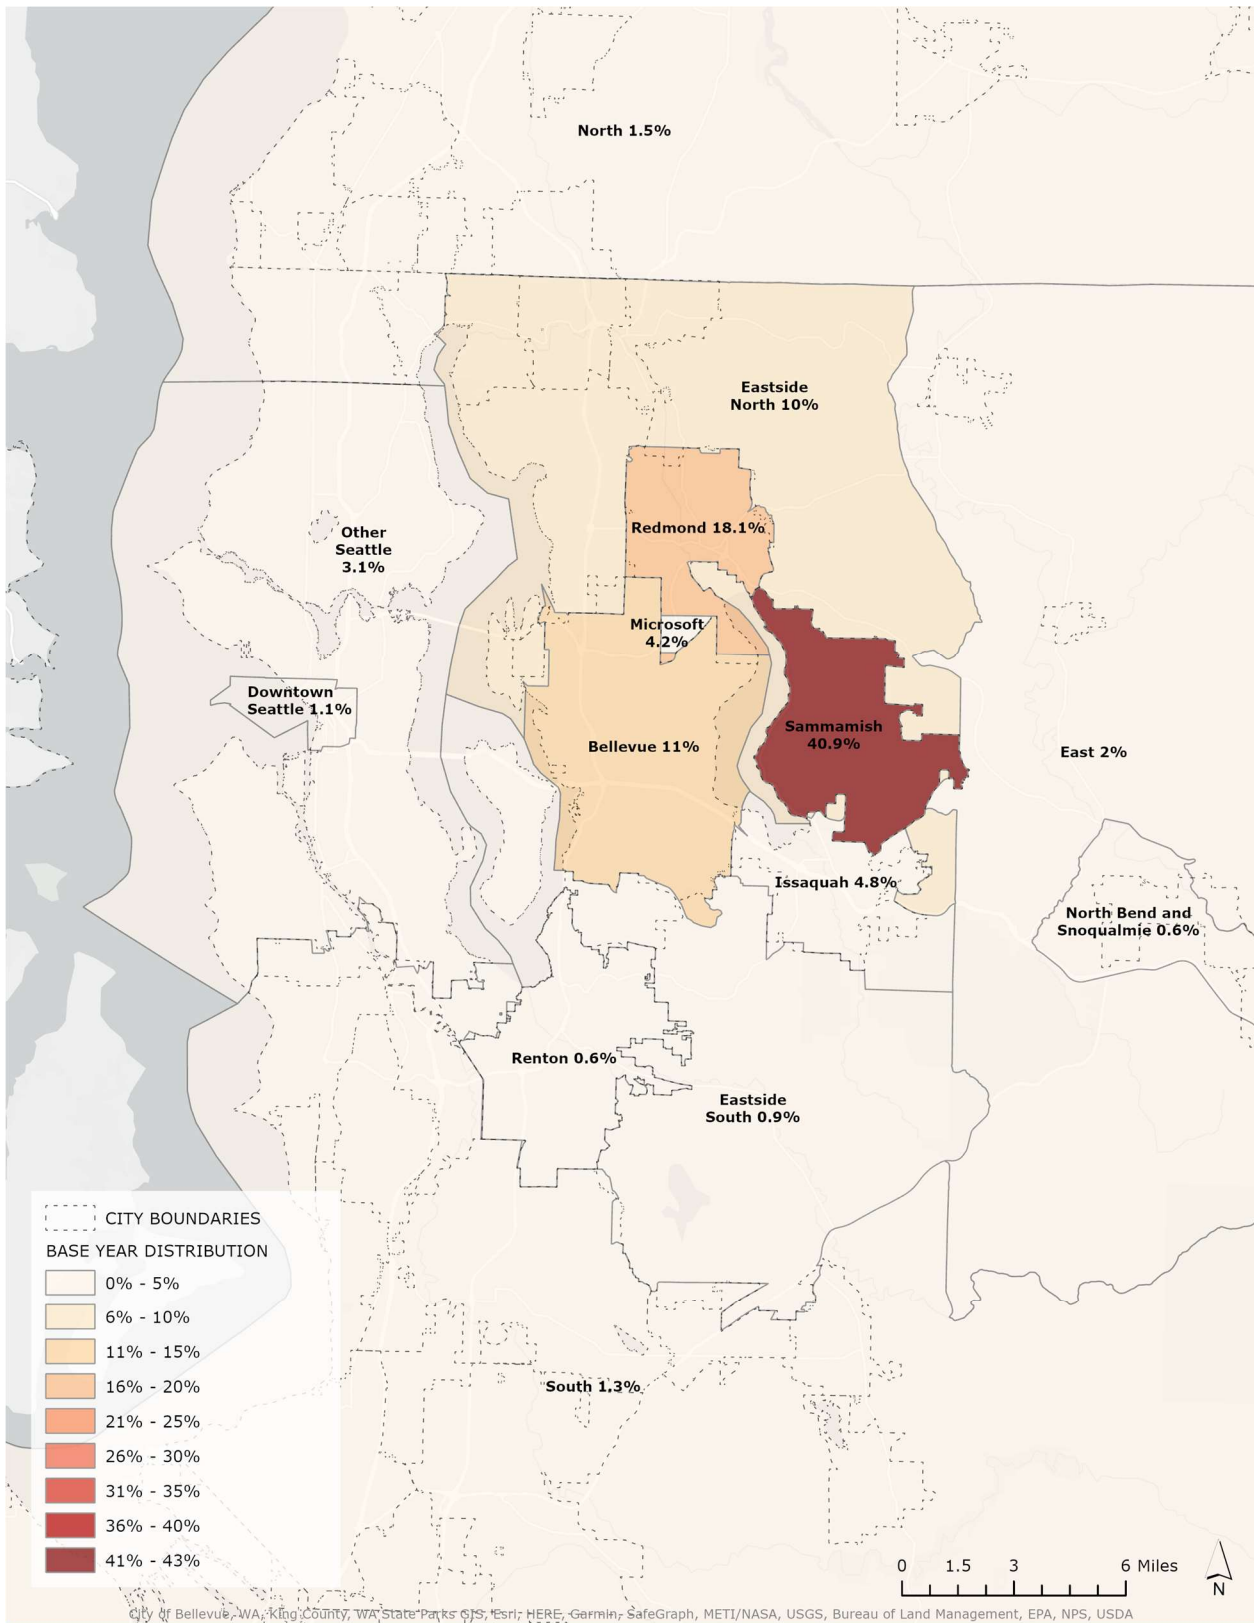 North 1.5%
Eastside
North 10%
Redmond 18.1%
Other
Seattle
3.1%
Microsoft
4.2%
Downtown
Seattle 1.1%
Sammamish
40.9%
Bellevue 11%
East 2%
Issaquah 4.8%
North Bend and
Snoqualmie 0.6%
Renton 0.6%
Eastside
South 0.9%
South 1.3%
CITY BOUNDARIES
BASE YEAR DISTRIBUTION
0% - 5%
6% - 10%
11% - 15%
16% - 20%
21% - 25%
26% - 30%
31% - 35%
36% - 40%
41% - 43%
0 1.5 3 6 Miles
N
City of Bellevue, WA, King County, WA State Parks GIS, Esri, HERE, Garmin, SafeGraph, METI/NASA, USGS, Bureau of Land Management, EPA, NPS, USDA